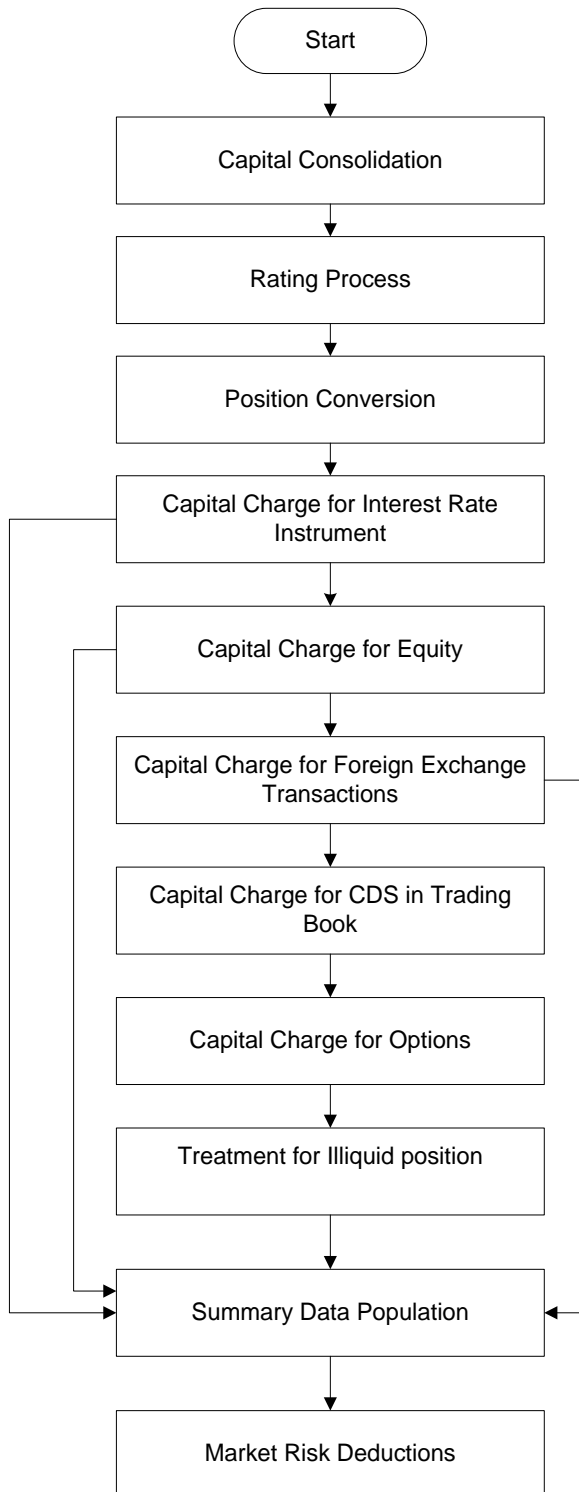 Start
Capital Consolidation
Rating Process
Position Conversion
Capital Charge for Interest Rate
Instrument
Capital Charge for Equity
Capital Charge for Foreign Exchange
Transactions
Capital Charge for CDS in Trading
Book
Capital Charge for Options
Treatment for Illiquid position
Summary Data Population
Market Risk Deductions